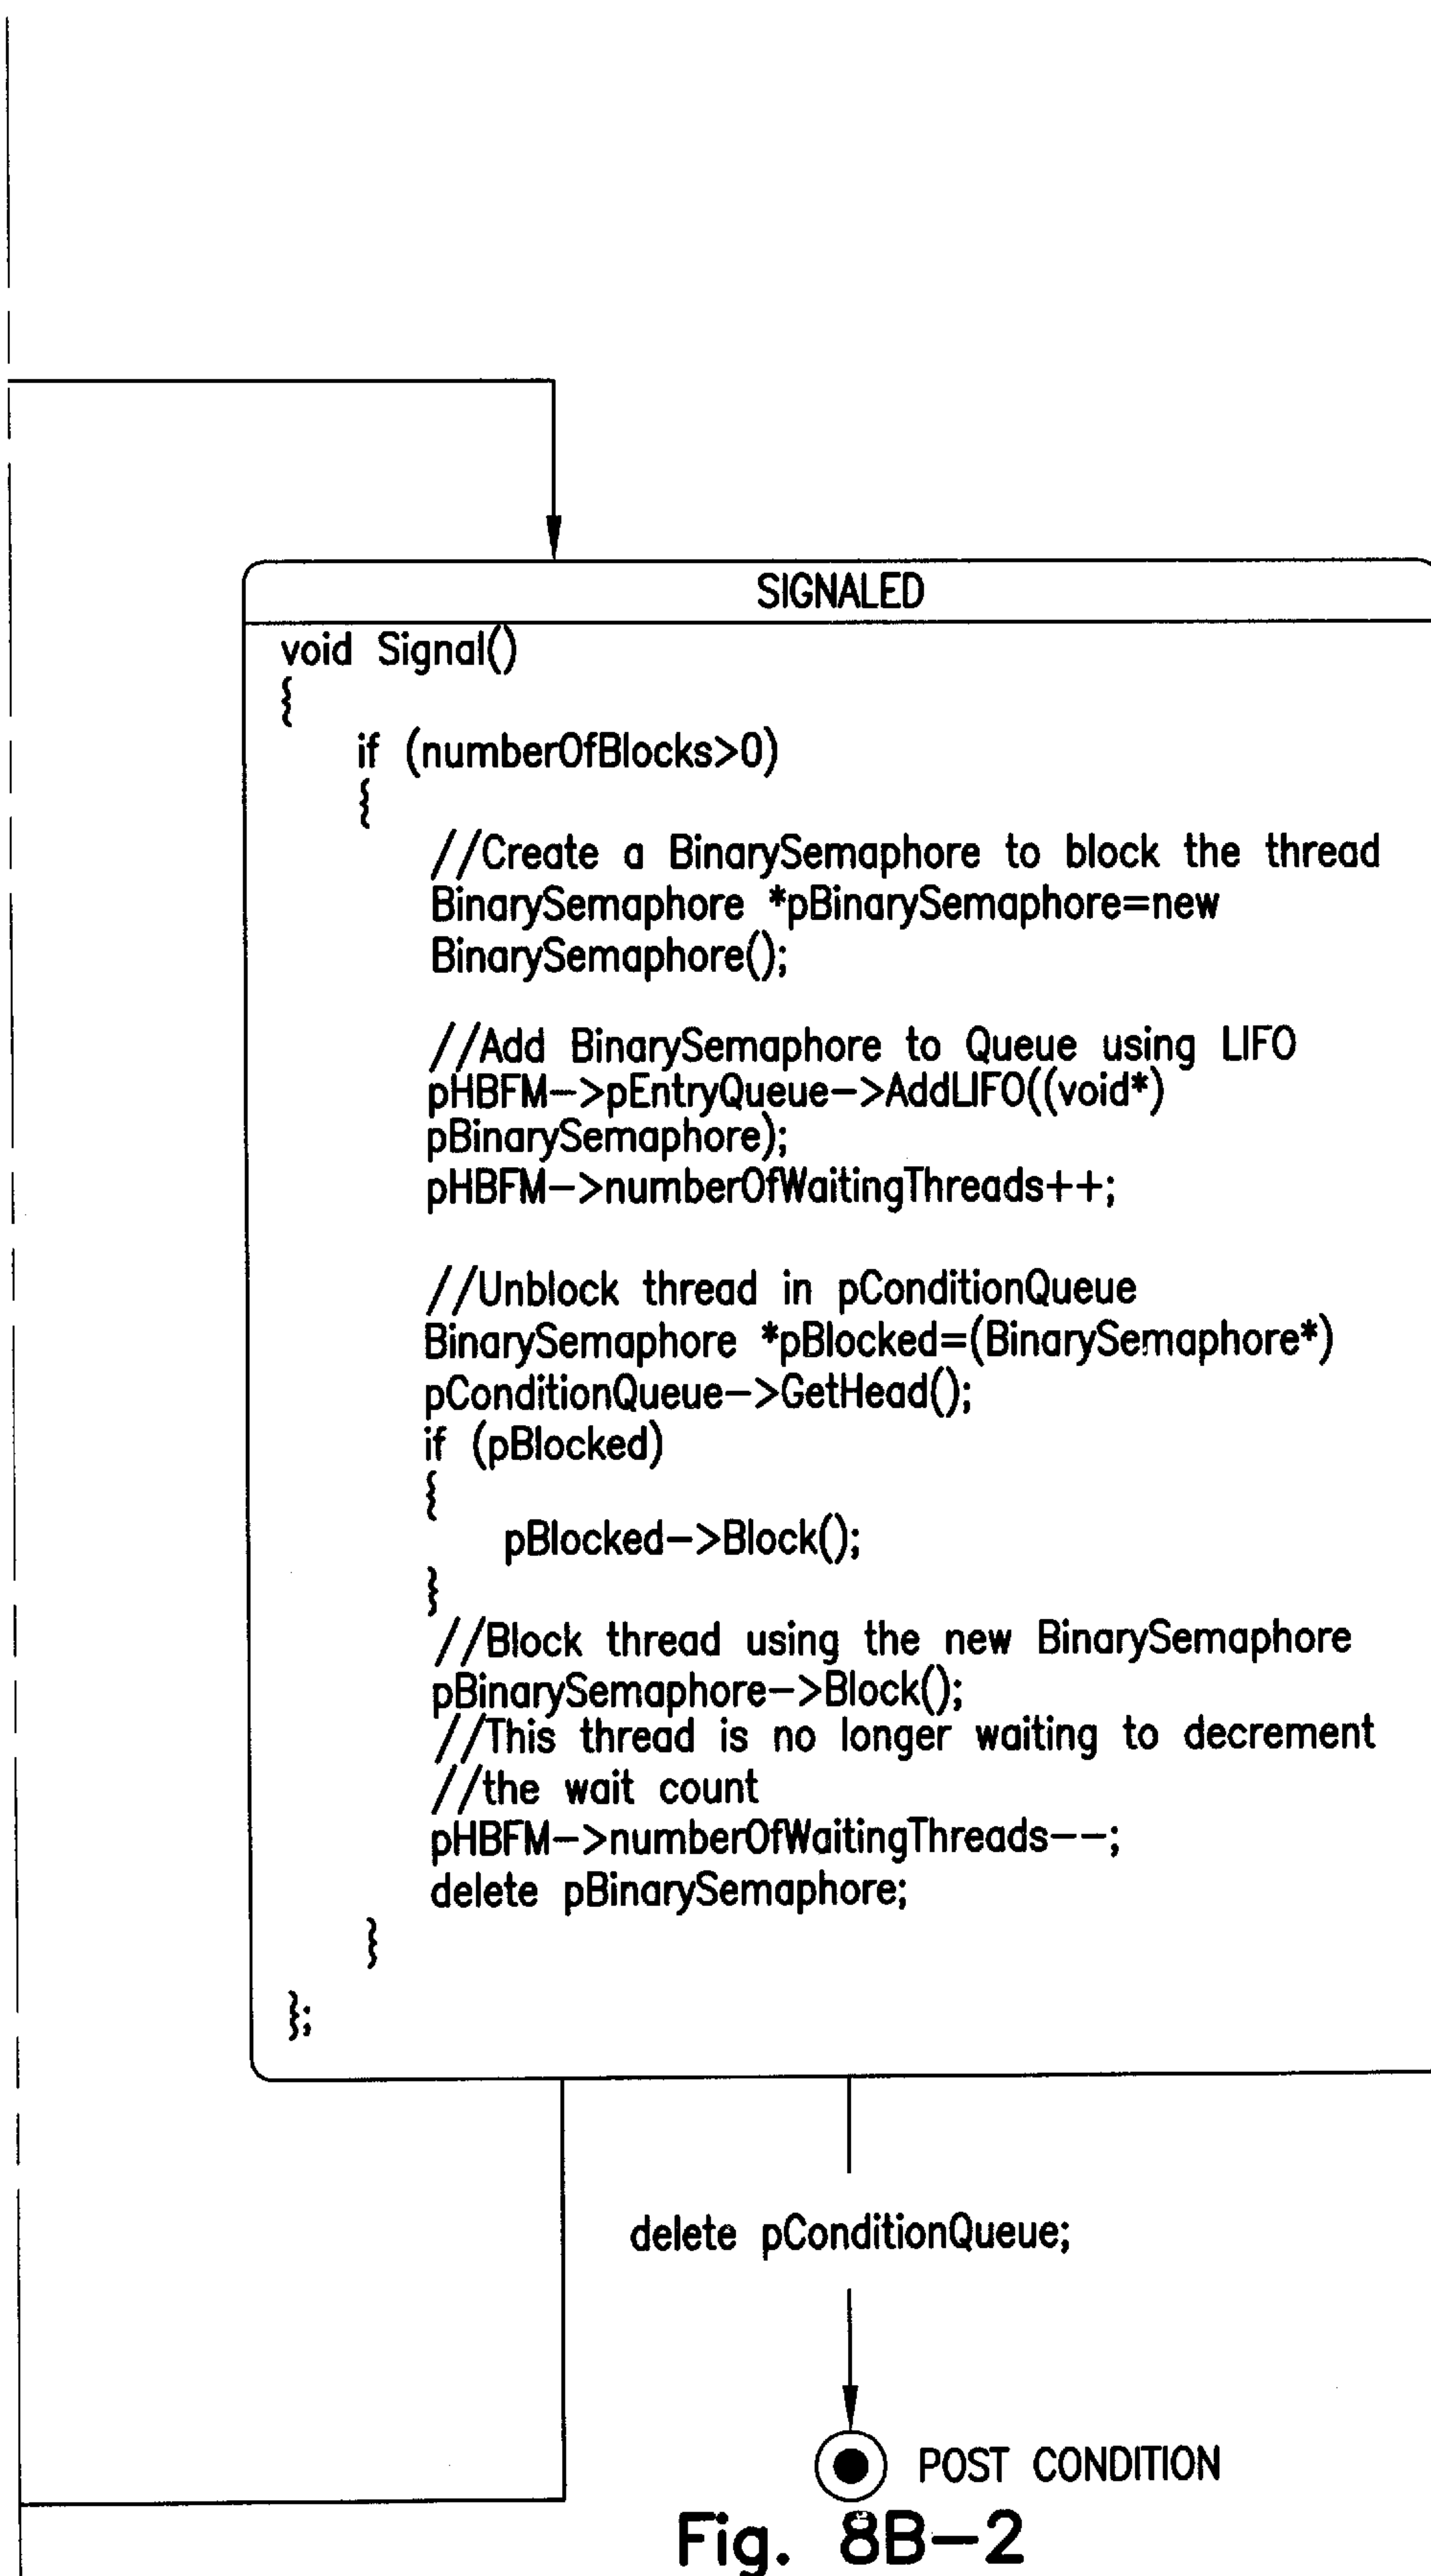 SIGNALED
void Signal()
{
if (numberOfBlocks>0)
{
//Create a BinarySemaphore to block the thread
BinarySemaphore *pBinarySemaphore=new
BinarySemaphore();
//Add BinarySemaphore to Queue using LIFO
pHBFM->pEntryQueue->AddLIFO((void*)
pBinarySemaphore);
pHBFM->numberOfWaitingThreads++;
//Unblock thread in pConditionQueue
BinarySemaphore *pBlocked=(BinarySemaphore*)
pConditionQueue->GetHead();
if (pBlocked)
{
pBlocked->Block();
}
//Block thread using the new BinarySemaphore
pBinarySemaphore->Block();
//This thread is no longer waiting to decrement
//the wait count
pHBFM->numberOfWaitingThreads--;
delete pBinarySemaphore;
}
};
delete pConditionQueue;
POST CONDITION
Fig. 8B-2